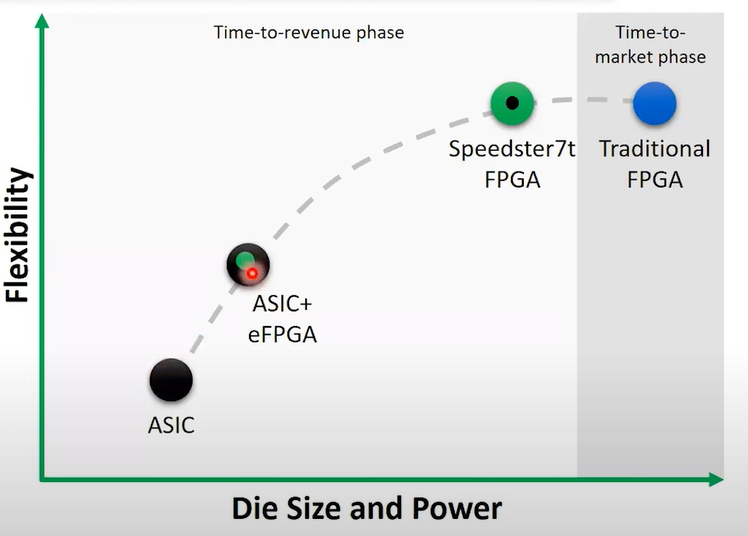 Time-to-revenue phase
Time-to-
market phase
Flexibility
Speedster7t
FPGA
Traditional
FPGA
ASIC+
eFPGA
ASIC
Die Size and Power